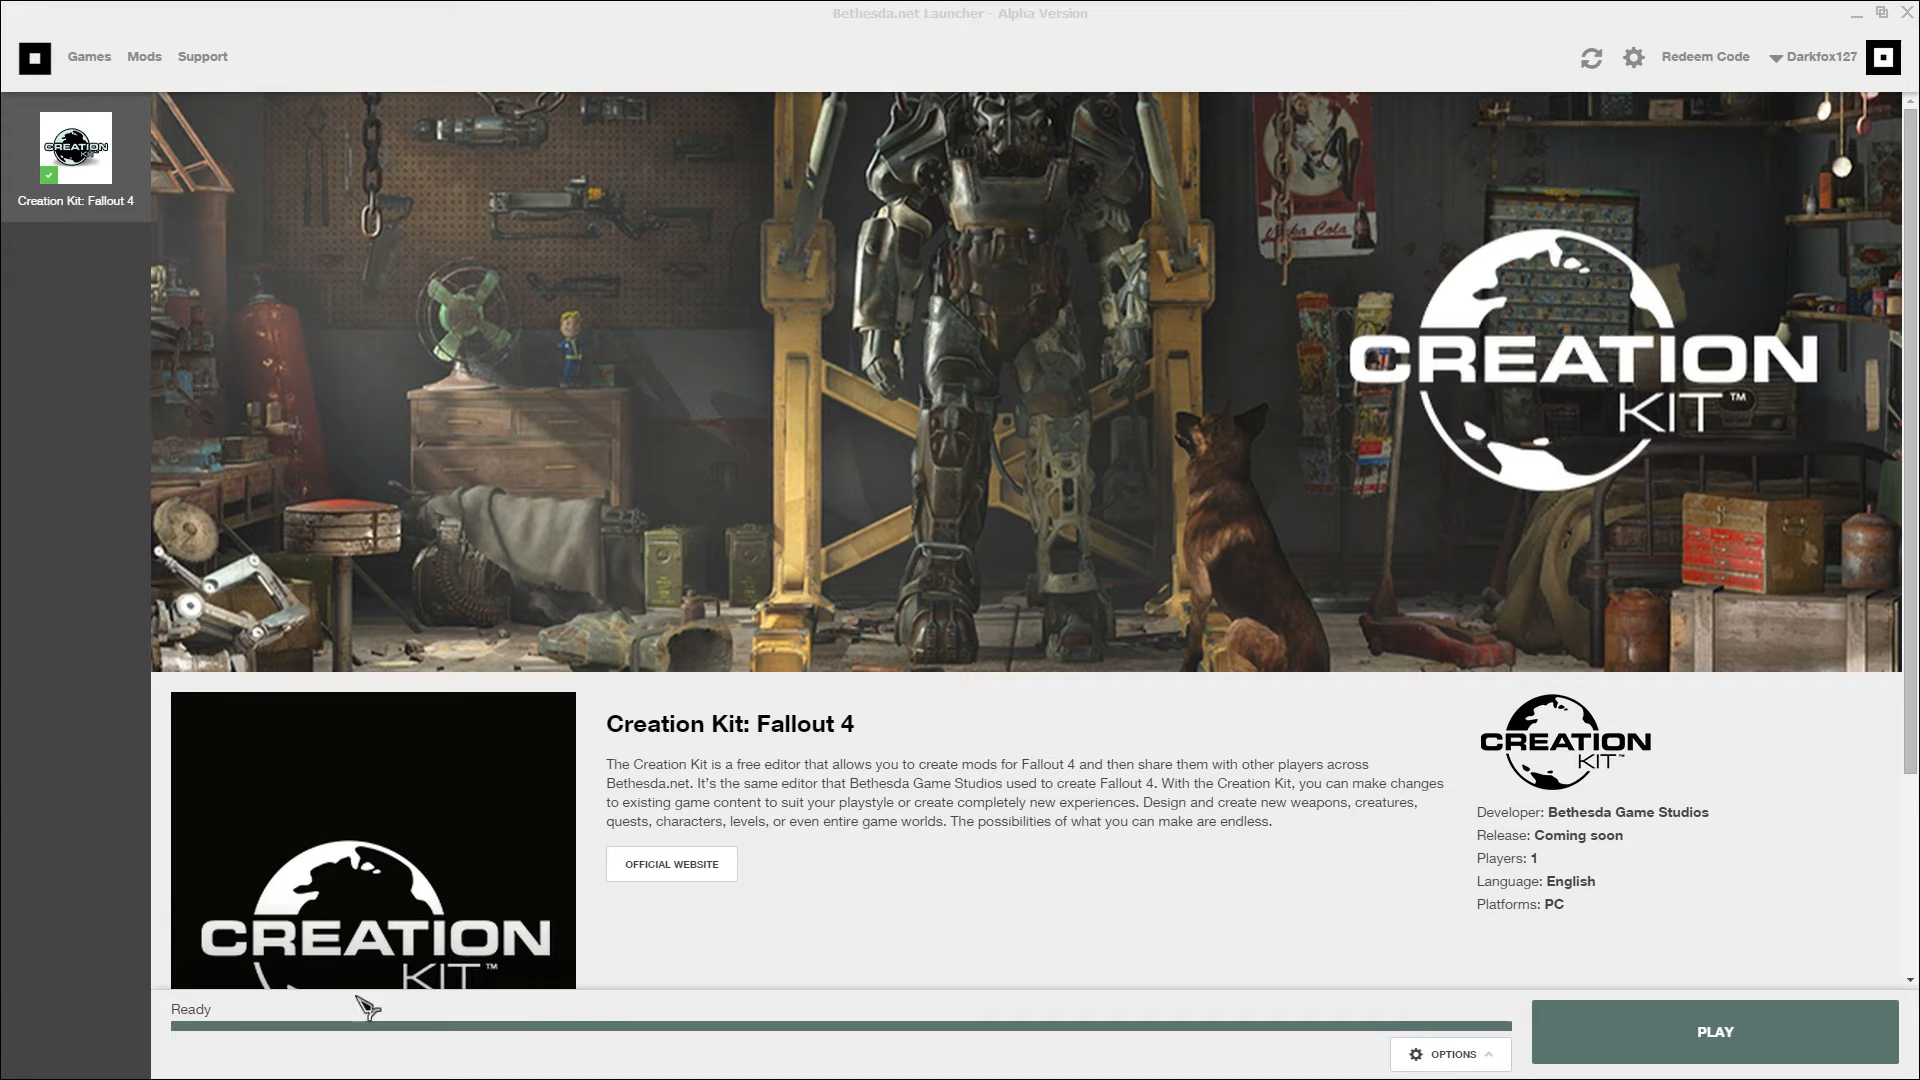 Bethesda.net Launcher - Alpha Version
Games Mods Support
Redeem Code Darkfox127
CREATION KIT
Creation Kit: Fallout 4
Nuka Cola
CREATION
KIT™
CREATION
KIT™
Creation Kit: Fallout 4
The Creation Kit is a free editor that allows you to create mods for Fallout 4 and then share them with other players across
Bethesda.net. It's the same editor that Bethesda Game Studios used to create Fallout 4. With the Creation Kit, you can make changes
to existing game content to suit your playstyle or create completely new experiences. Design and create new weapons, creatures,
quests, characters, levels, or even entire game worlds. The possibilities of what you can make are endless.
OFFICIAL WEBSITE
CREATION
KIT™
Developer: Bethesda Game Studios
Release: Coming soon
Players: 1
Language: English
Platforms: PC
Ready
OPTIONS
PLAY